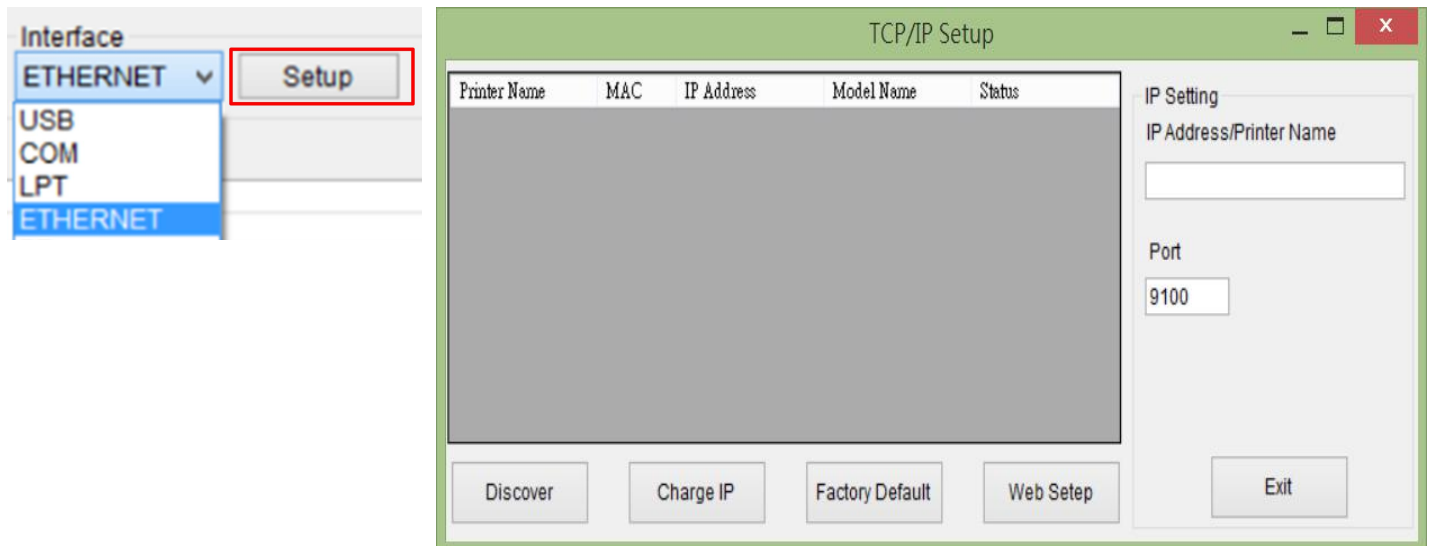 Interface
ETHERNET Setup
USB
COM
LPT
ETHERNET
TCP/IP Setup
X
Printer Name MAC IP Address Model Name Status
IP Setting
IP Address/Printer Name
Port
9100
Discover Charge IP Factory Default Web Setep
Exit